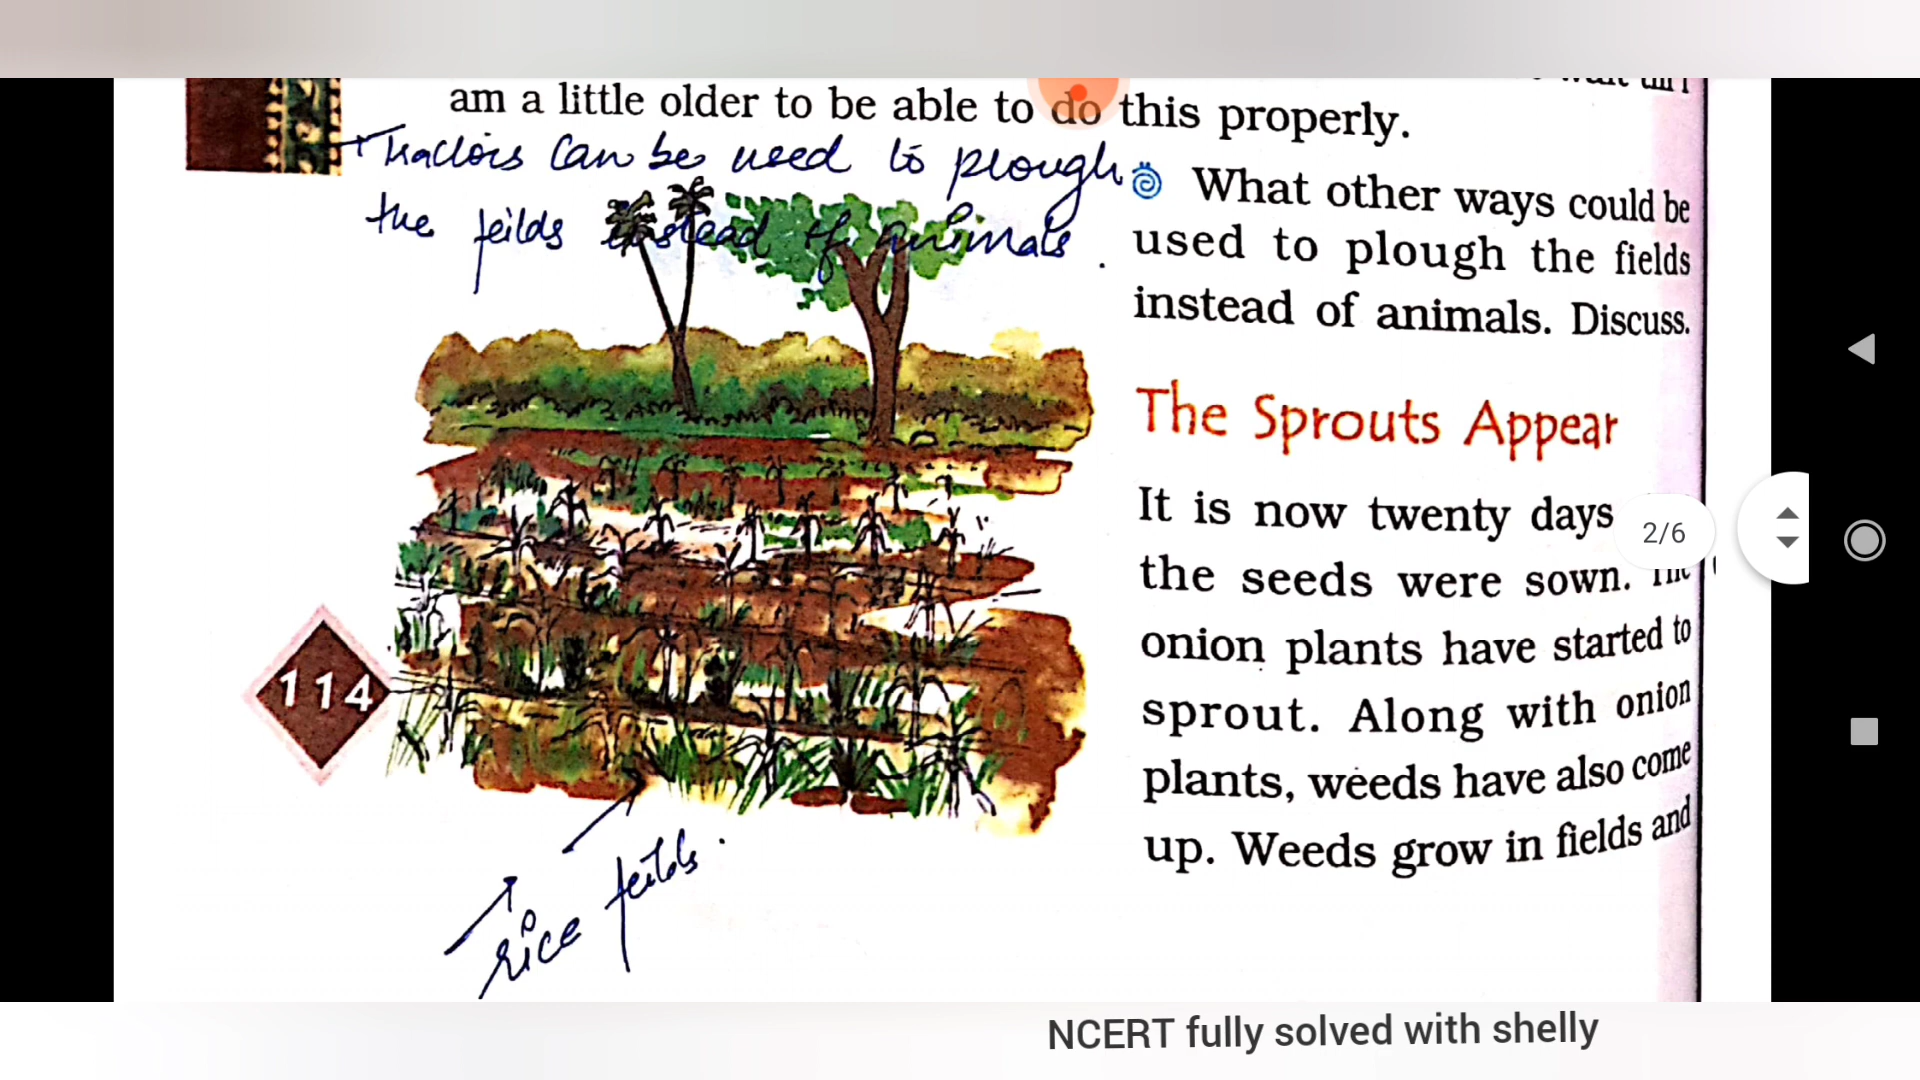 am a little older to be able to do this properly.
Tractors can be used to plough
the feilds instead of animals.
What other ways could be
used to plough the fields
instead of animals. Discuss.
The Sprouts Appear
It is now twenty days
2/6
the seeds were sown. The
onion plants have started to
sprout. Along with onion
114
plants, weeds have also come
up. Weeds grow in fields and
rice feilds.
NCERT fully solved with shelly